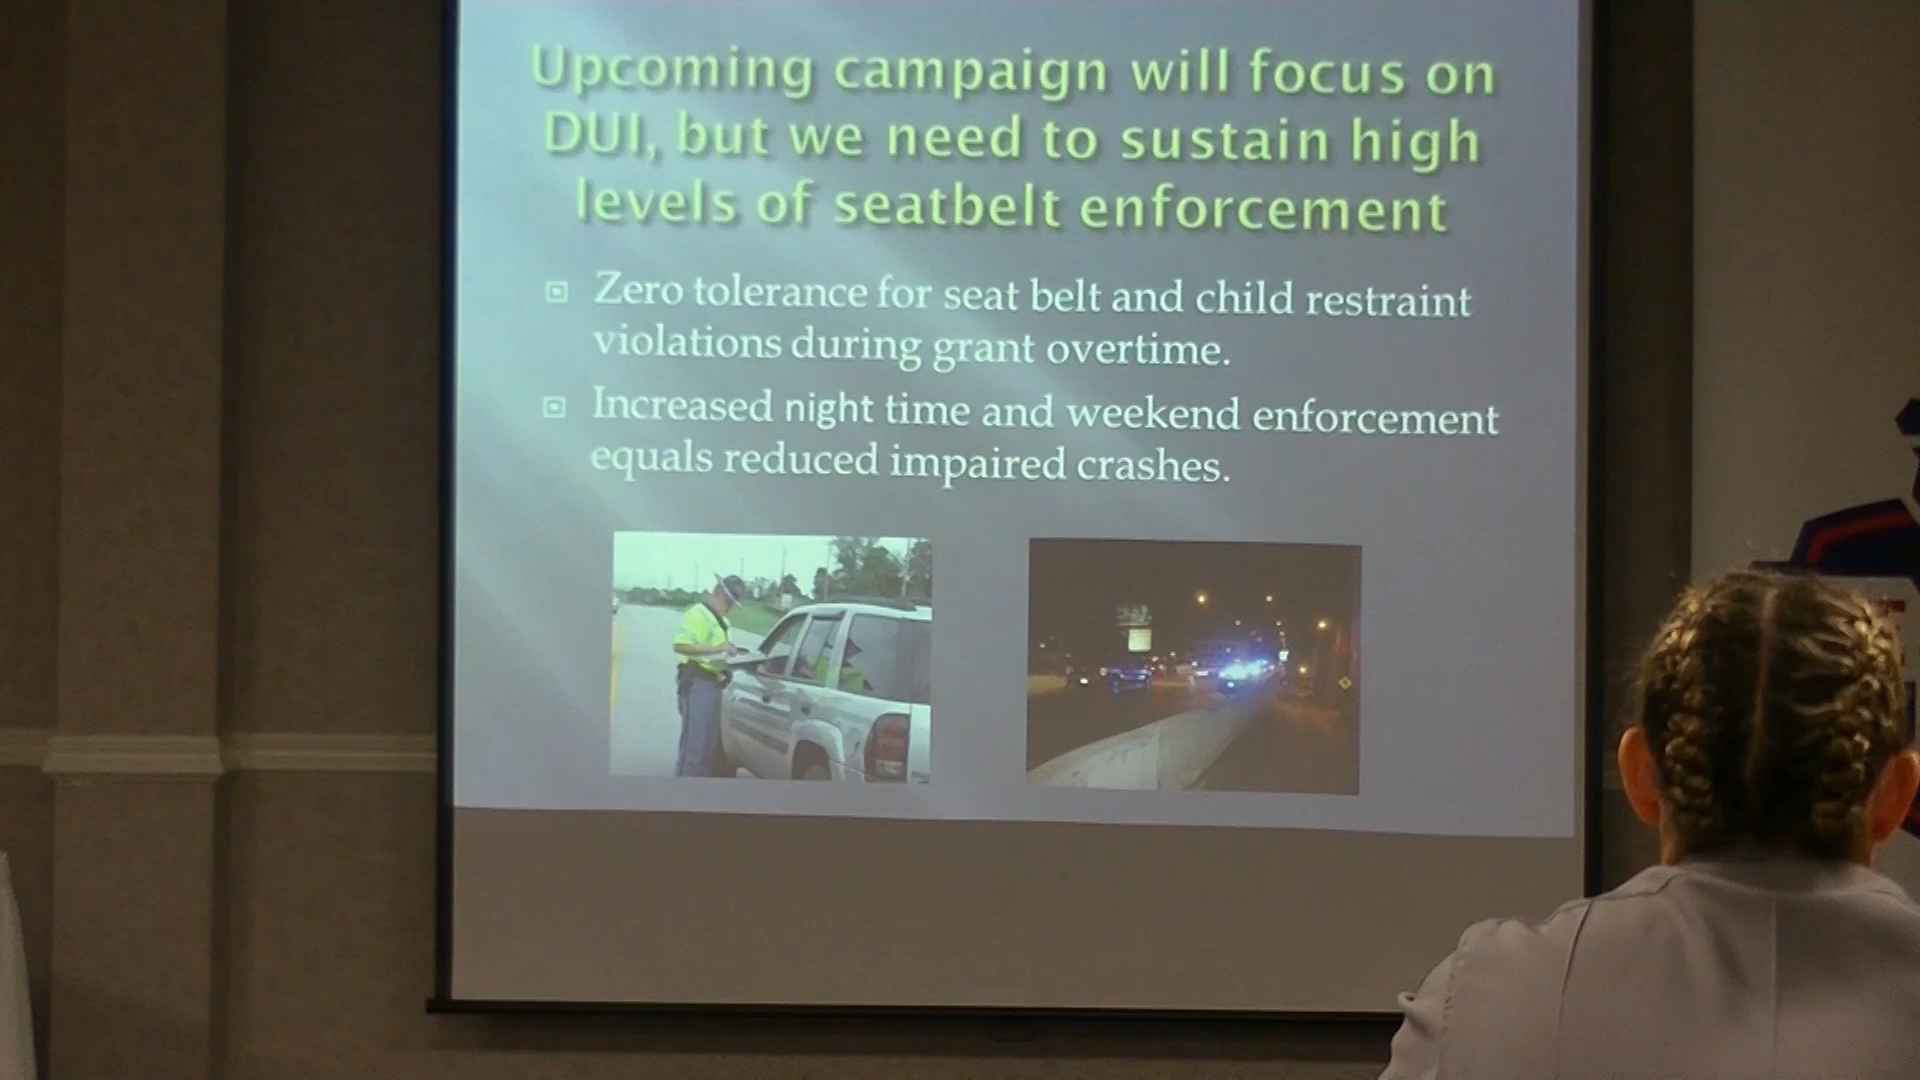 Upcoming campaign will focus on
DUI, but we need to sustain high
levels of seatbelt enforcement
Zero tolerance for seat belt and child restraint
violations during grant overtime.
Increased night time and weekend enforcement
equals reduced impaired crashes.